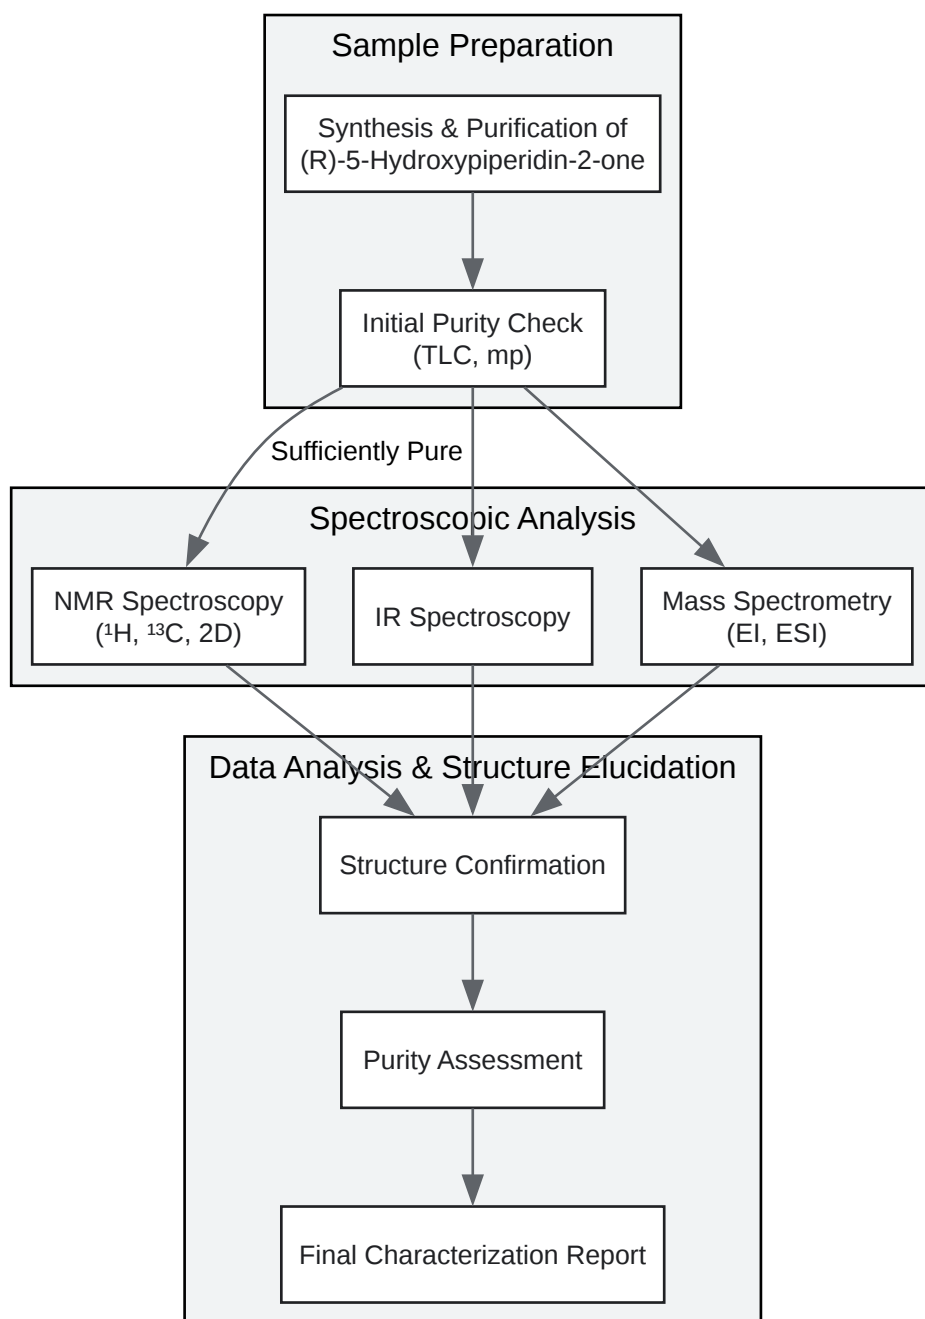 Sample Preparation
Synthesis & Purification of
(R)-5-Hydroxypiperidin-2-one
Initial Purity Check
(TLC, mp)
Sufficiently Pure
Spectroscopic Analysis
NMR Spectroscopy
(¹H, ¹³C, 2D)
IR Spectroscopy
Mass Spectrometry
(EI, ESI)
Data Analysis & Structure Elucidation
Structure Confirmation
Purity Assessment
Final Characterization Report